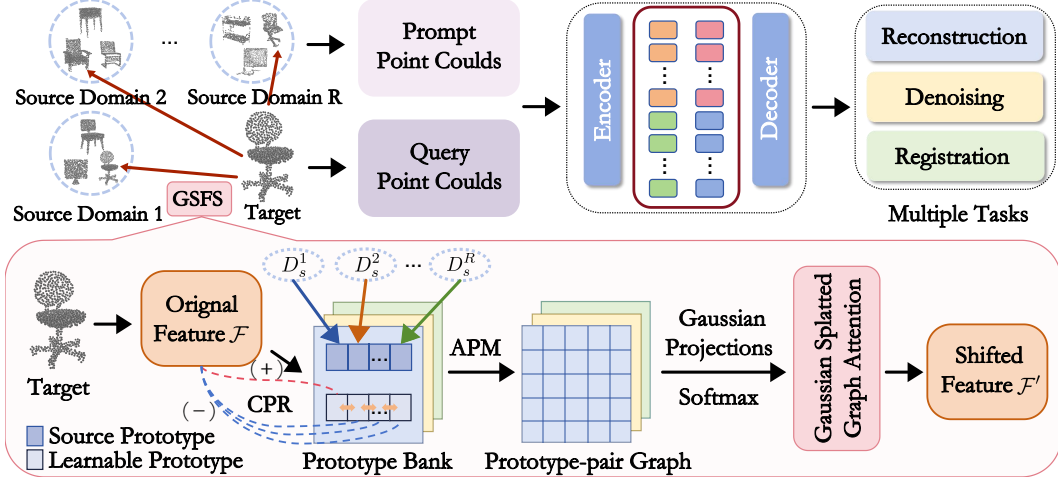 Source Domain 2
...
Source Domain R
Source Domain 1
GSFS
Target
Prompt
Point Coulds
Query
Point Coulds
Encoder
Decoder
Reconstruction
Denoising
Registration
Multiple Tasks
Target
Orignal
Feature F
(+)
(−)
CPR
D_s^1
D_s^2
...
D_s^R
...
...
Source Prototype
Learnable Prototype
Prototype Bank
APM
Prototype-pair Graph
Gaussian
Projections
Softmax
Gaussian Splatted
Graph Attention
Shifted
Feature F′